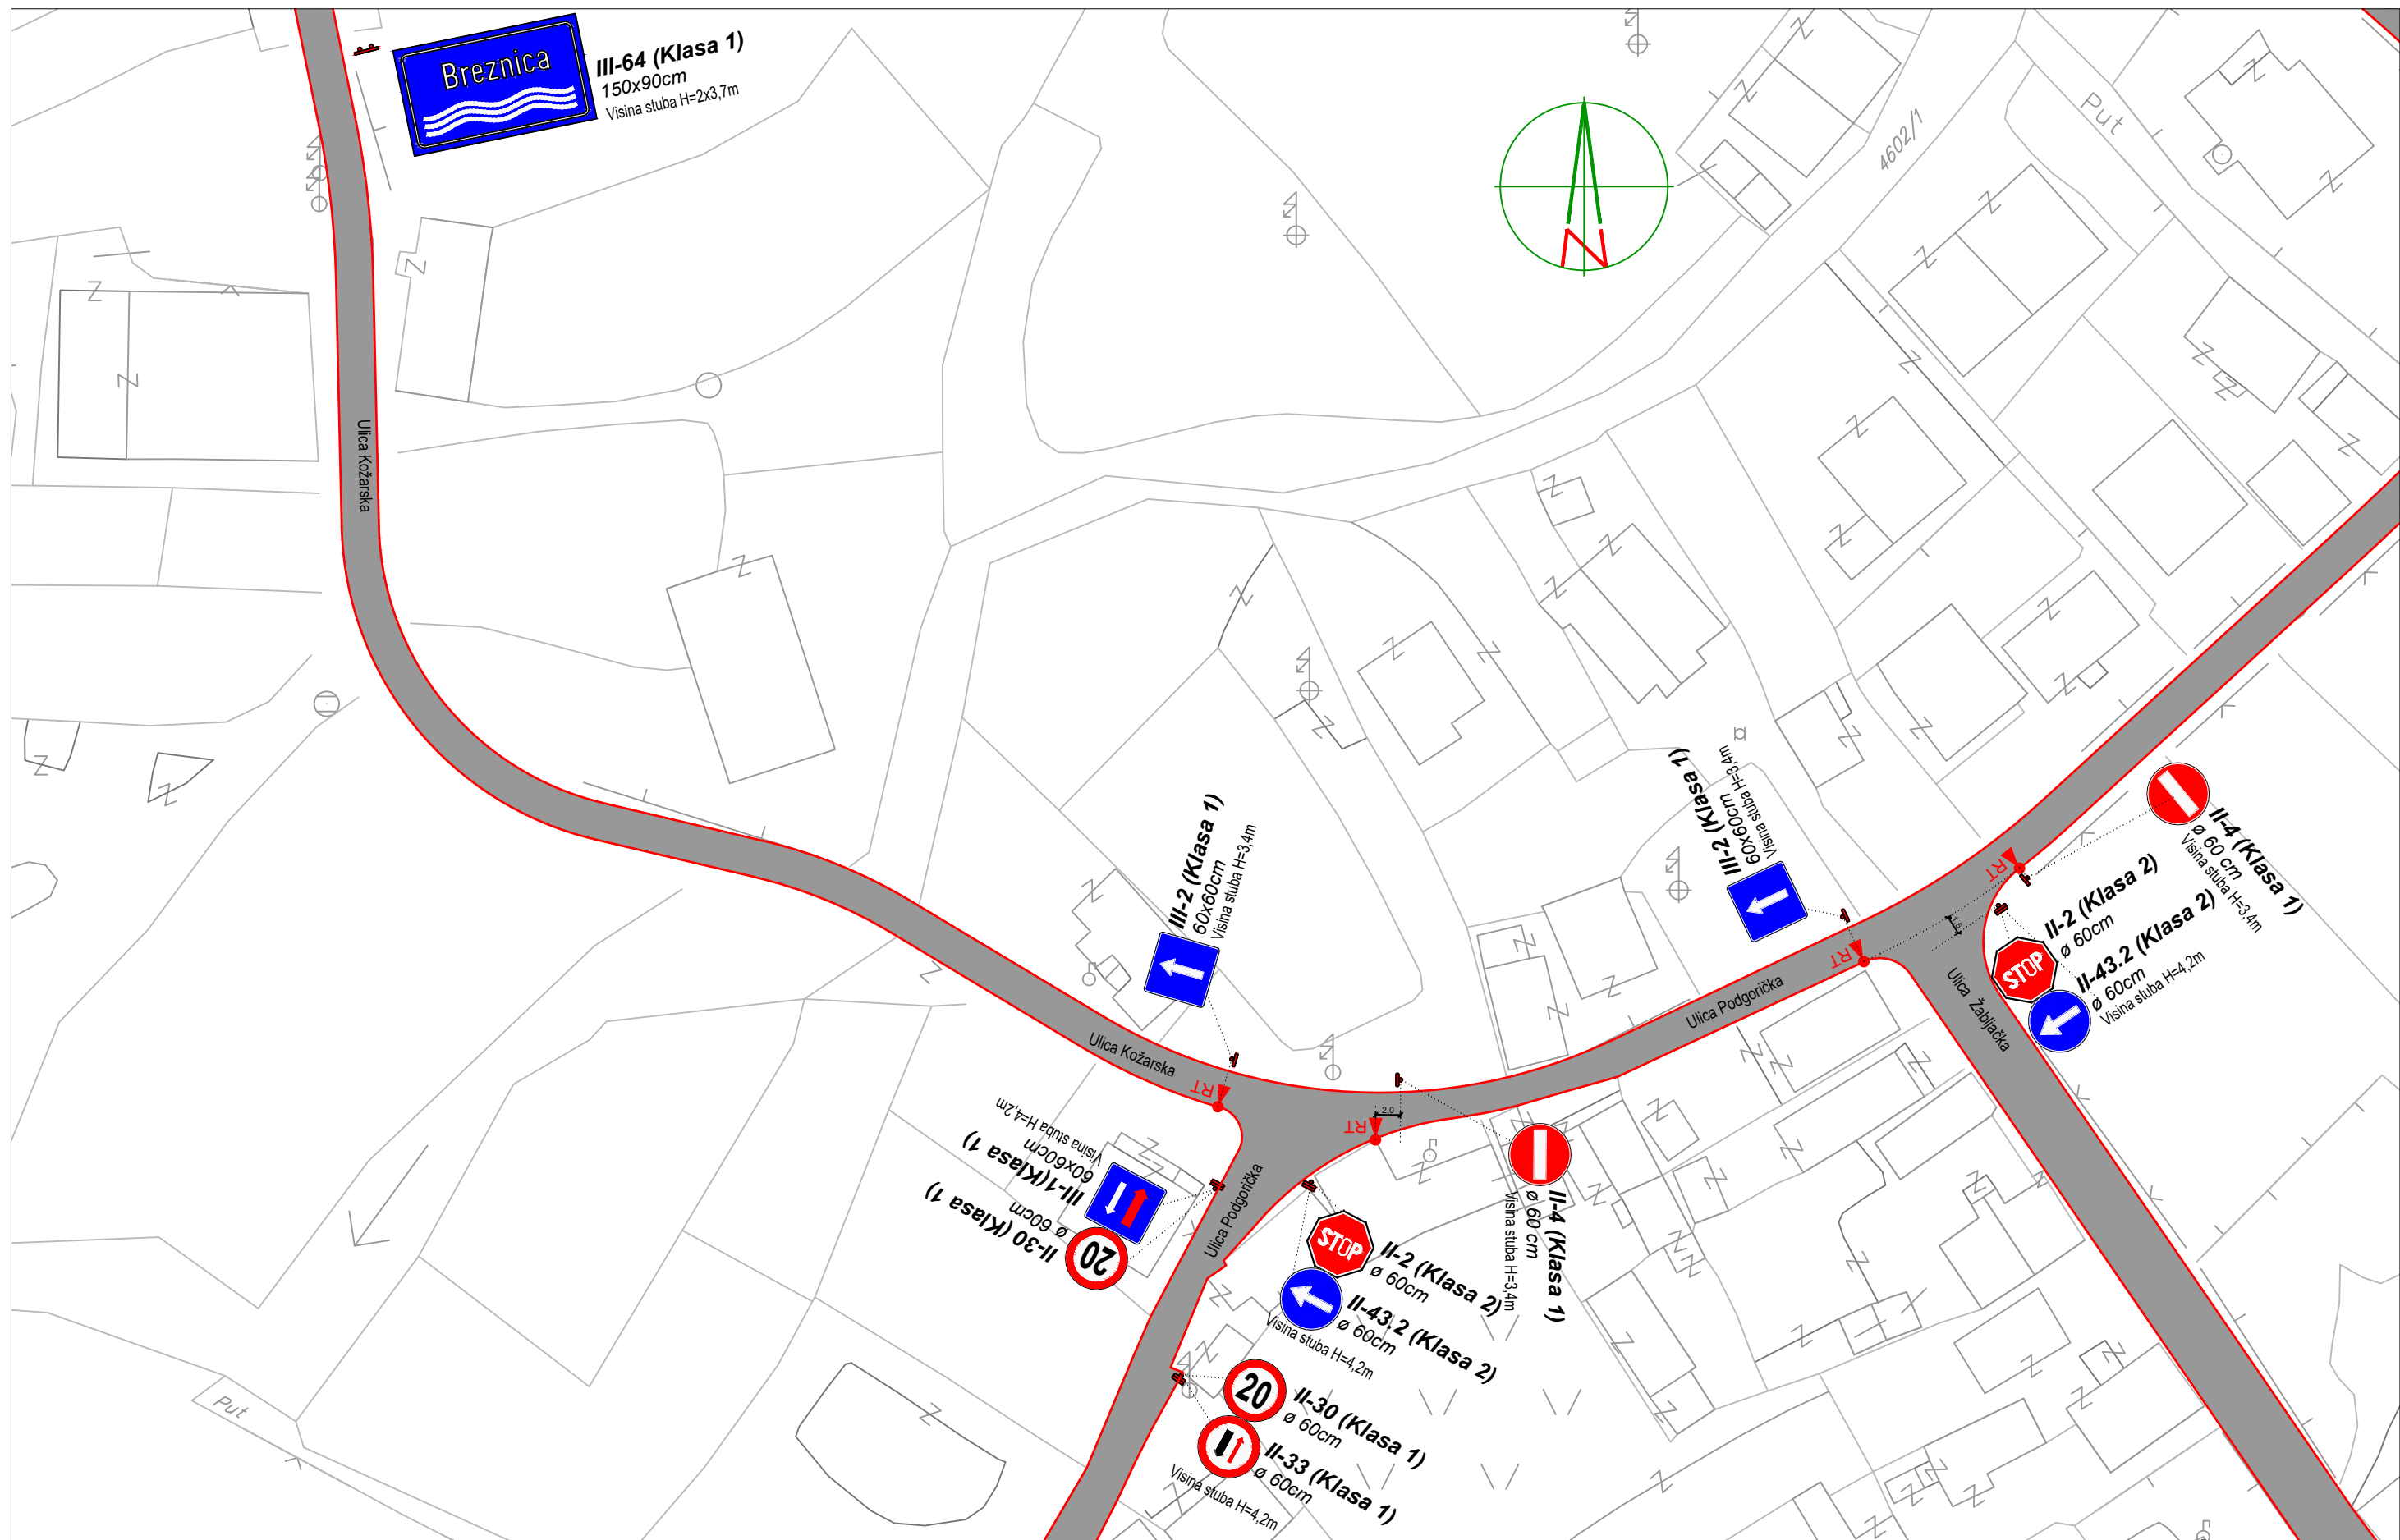 Breznica
III-64 (Klasa 1)
150x90cm
Visina stuba H=2x3,7m
N
4602/1
Put
Ulica Kožarska
III-2 (Klasa 1)
60x60cm
Visina stuba H=3,4m
III-2 (Klasa 1)
60x60cm
Visina stuba H=3,4m
II-4 (Klasa 1)
ø 60 cm
Visina stuba H=3,4m
RT
RT
1.5
STOP
II-2 (Klasa 2)
ø 60cm
II-43.2 (Klasa 2)
ø 60cm
Visina stuba H=4,2m
Ulica Žabljačka
Ulica Podgorička
Ulica Kožarska
RT
RT
2.0
II-4 (Klasa 1)
ø 60 cm
Visina stuba H=3,4m
Visina stuba H=4,2m
60x60cm
III-1(Klasa 1)
ø 60cm
II-30 (Klasa 1)
20
Ulica Podgorička
STOP
II-2 (Klasa 2)
ø 60cm
II-43.2 (Klasa 2)
ø 60cm
Visina stuba H=4,2m
20
II-30 (Klasa 1)
ø 60cm
II-33 (Klasa 1)
ø 60cm
Visina stuba H=4,2m
Put